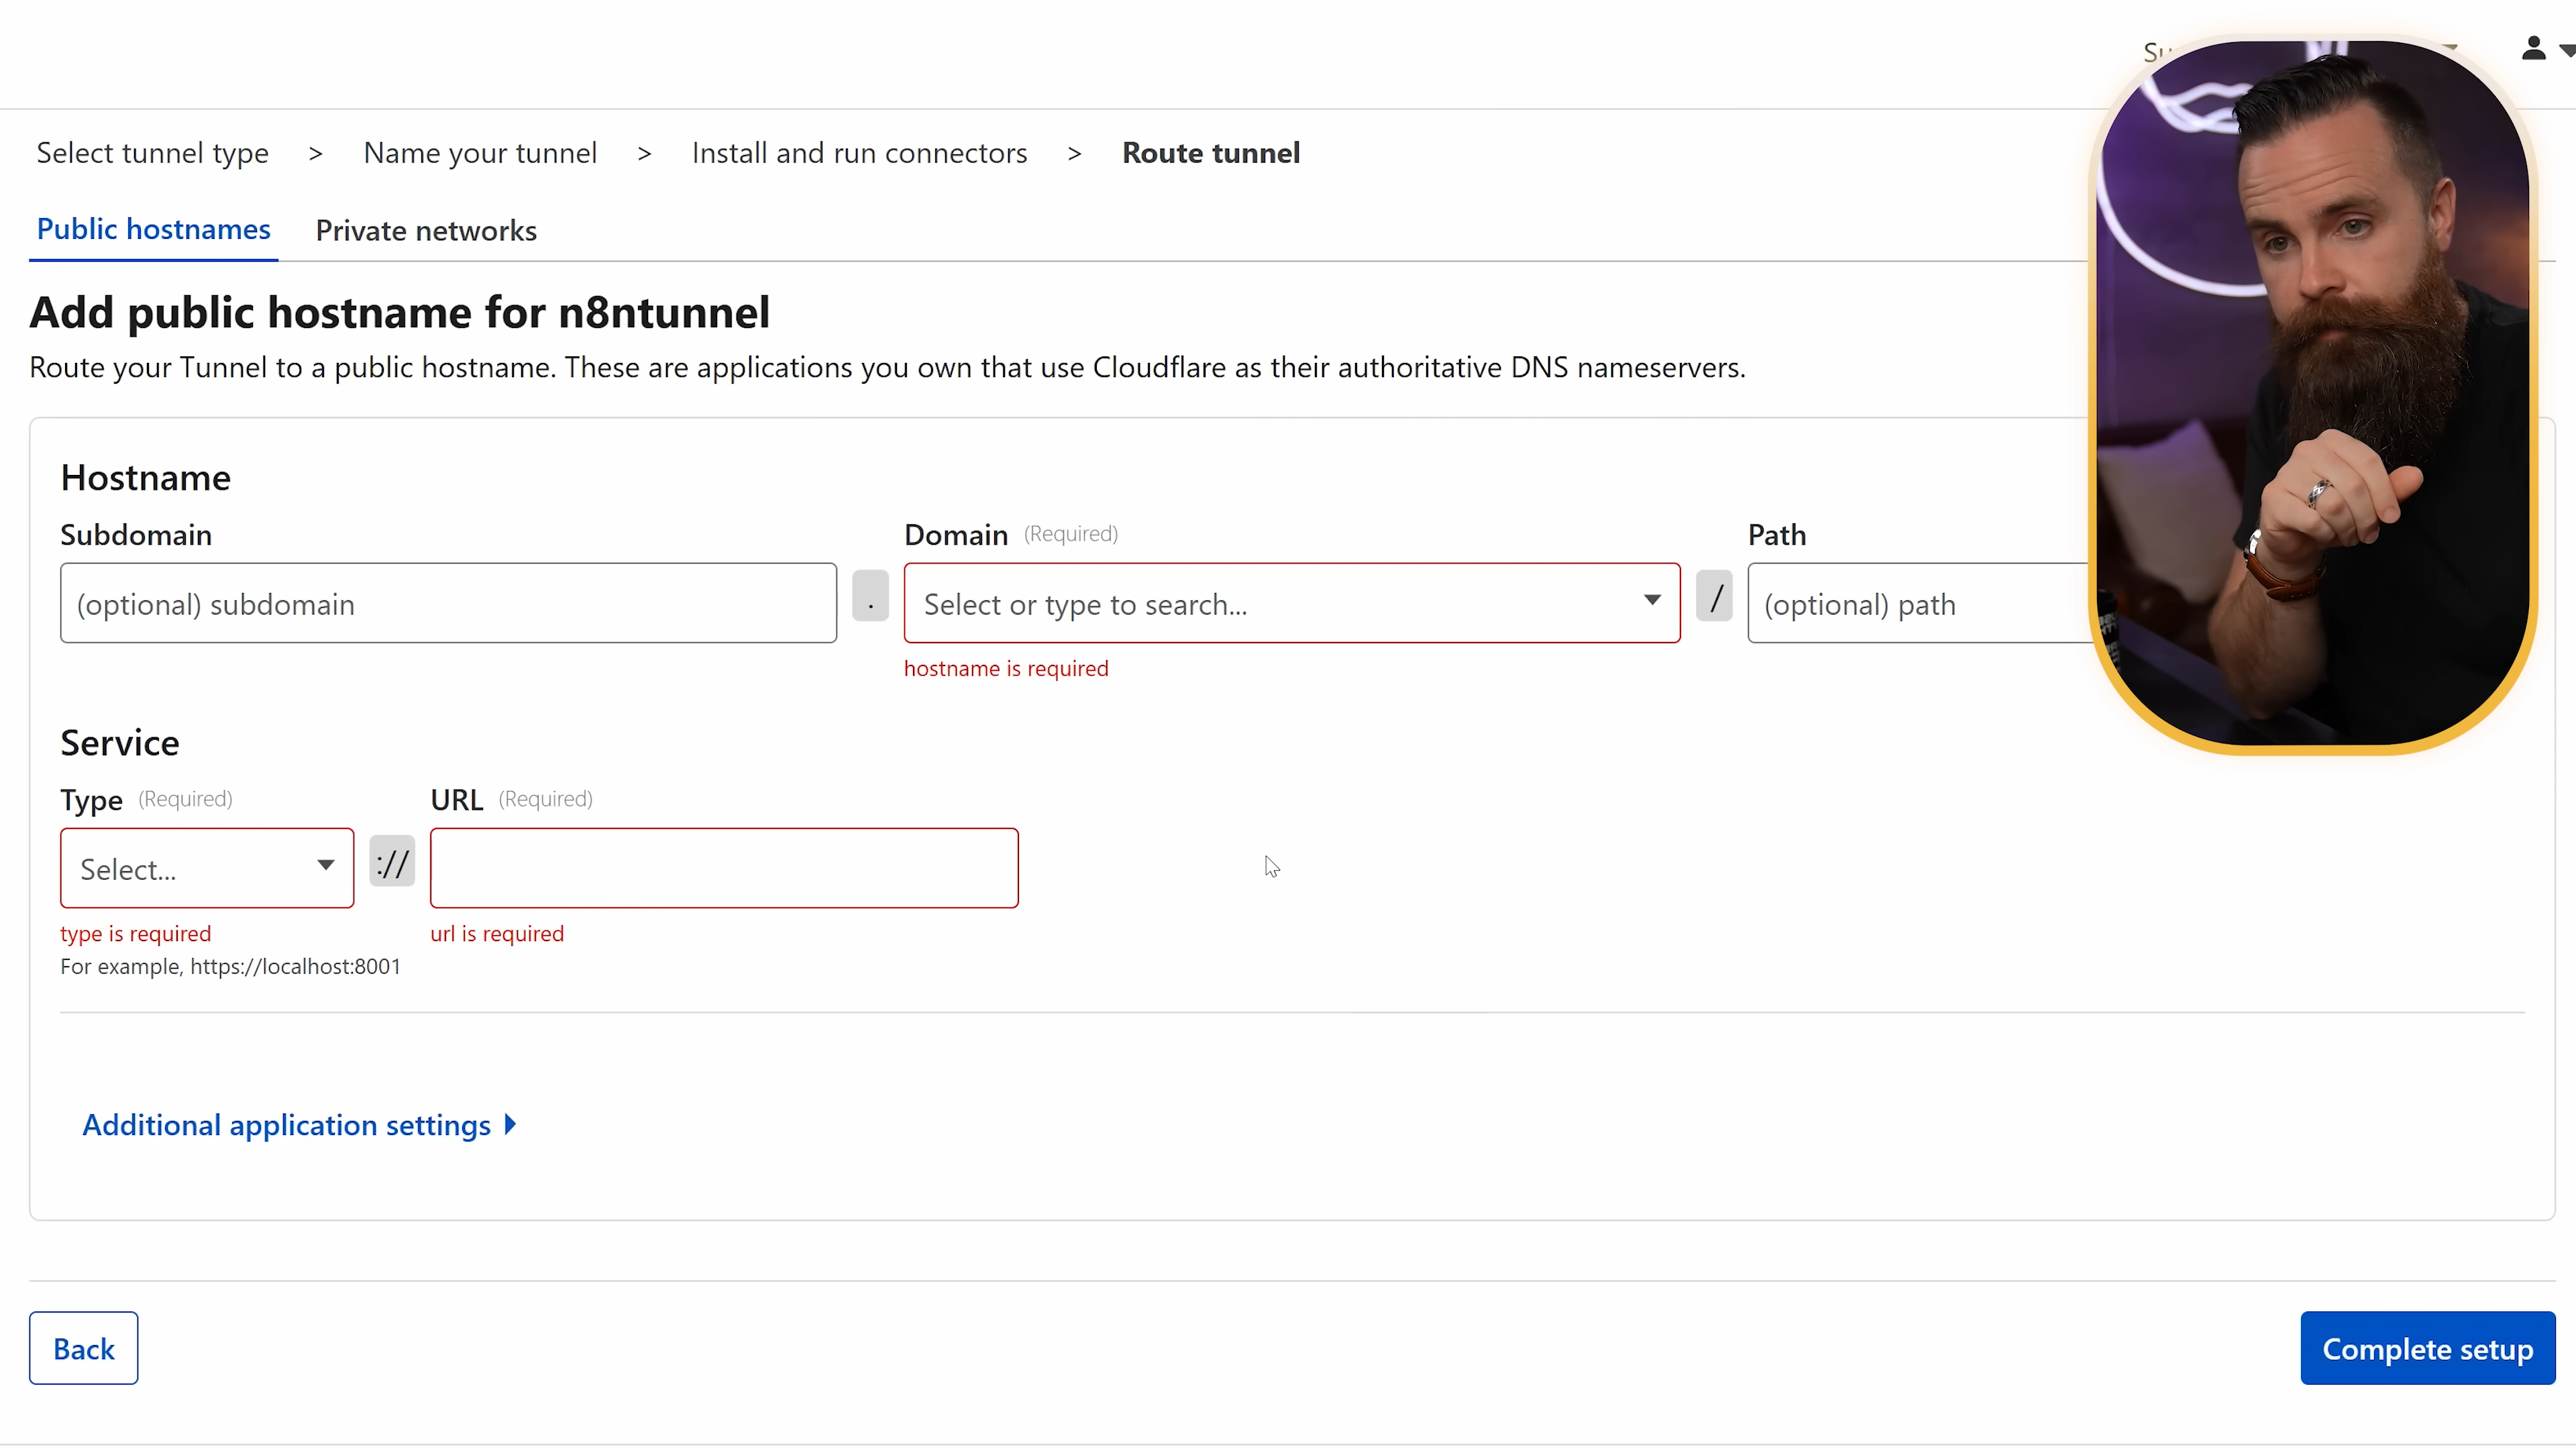 Select tunnel type > Name your tunnel > Install and run connectors > Route tunnel
Public hostnames Private networks
Add public hostname for n8ntunnel
Route your Tunnel to a public hostname. These are applications you own that use Cloudflare as their authoritative DNS nameservers.
Hostname
Subdomain Domain (Required) Path
(optional) subdomain . Select or type to search... / (optional) path
hostname is required
Service
Type (Required) URL (Required)
Select... ://
type is required url is required
For example, https://localhost:8001
Additional application settings
Back Complete setup